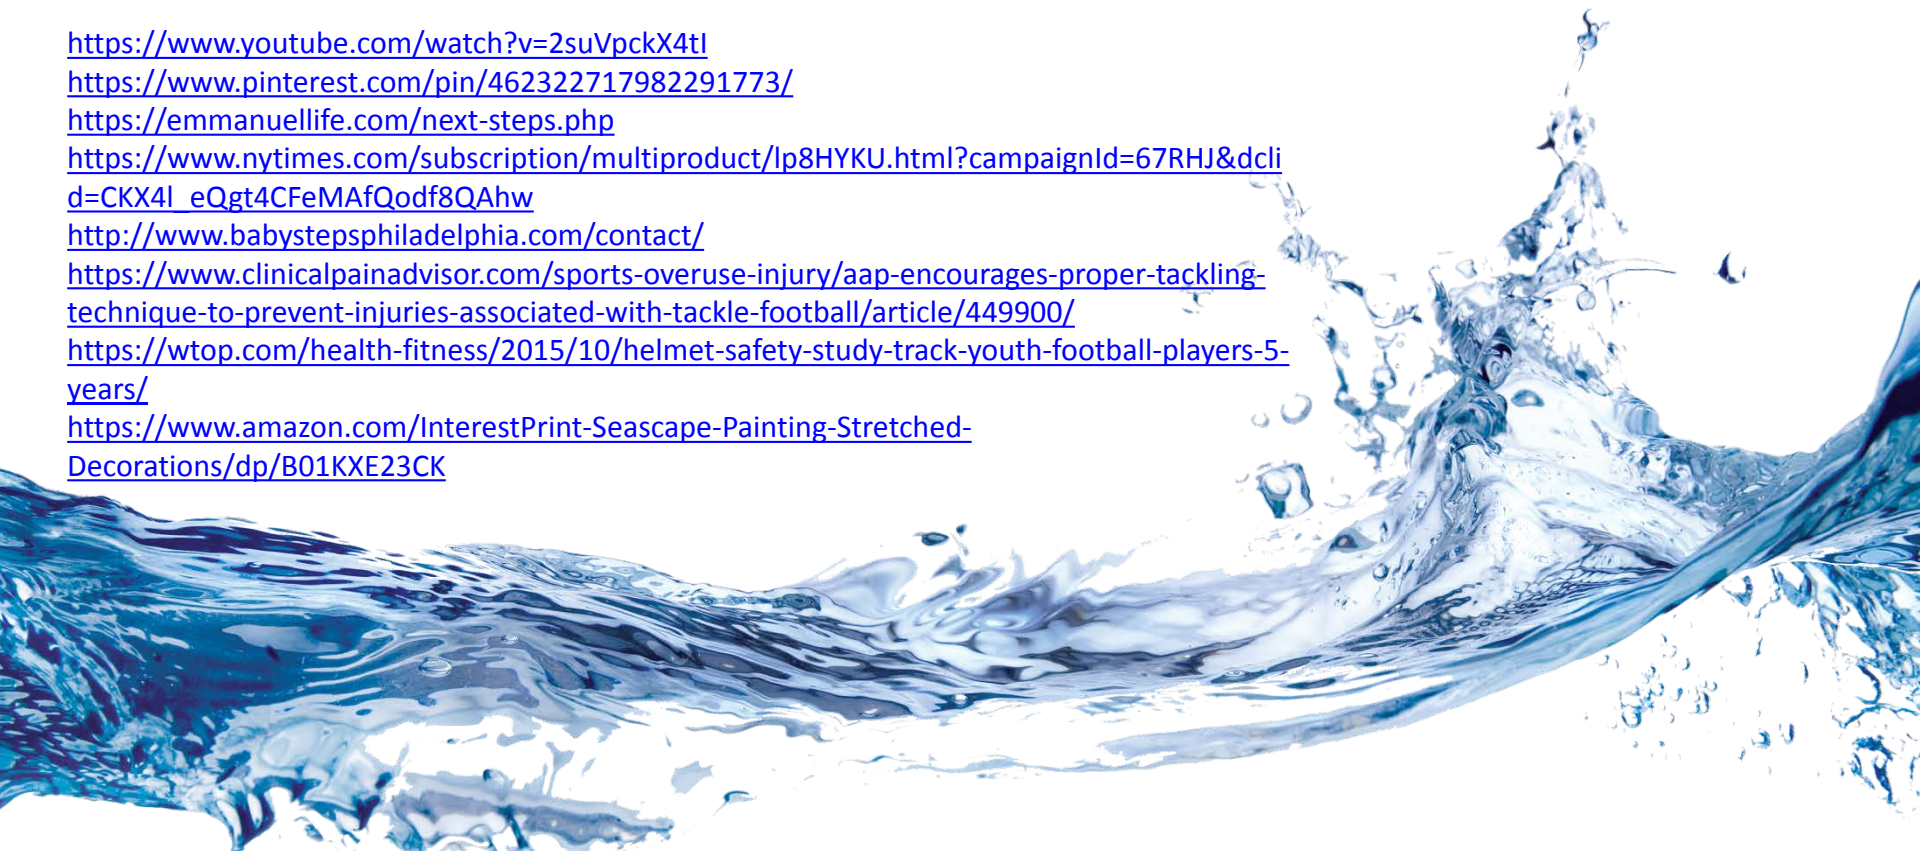 https://www.youtube.com/watch?v=2suVpckX4tI
https://www.pinterest.com/pin/462322717982291773/
https://emmanuellife.com/next-steps.php
https://www.nytimes.com/subscription/multiproduct/lp8HYKU.html?campaignId=67RHJ&dcli
d=CKX4l_eQgt4CFeMAfQodf8QAhw
http://www.babystepsphiladelphia.com/contact/
https://www.clinicalpainadvisor.com/sports-overuse-injury/aap-encourages-proper-tackling-
technique-to-prevent-injuries-associated-with-tackle-football/article/449900/
https://wtop.com/health-fitness/2015/10/helmet-safety-study-track-youth-football-players-5-
years/
https://www.amazon.com/InterestPrint-Seascape-Painting-Stretched-
Decorations/dp/B01KXE23CK